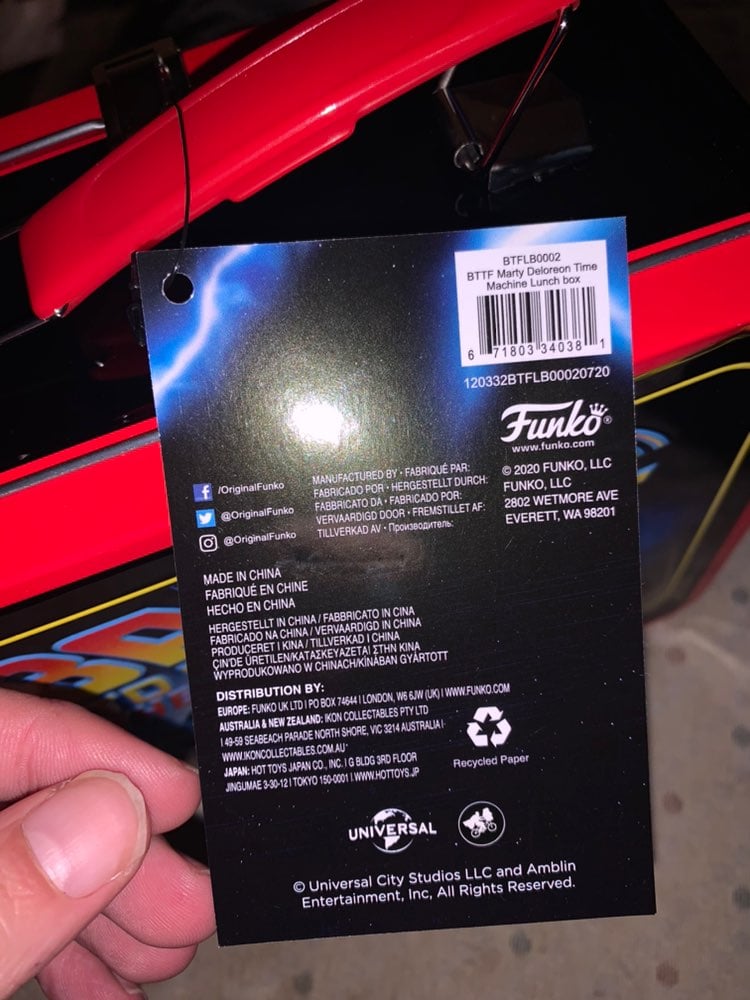 BTFLB0002
BTTF Marty Deloreon Time
Machine Lunch box
6 71803 34038 1
120332BTFLB00020720
Funko®
www.funko.com
© 2020 FUNKO, LLC
FUNKO, LLC
2802 WETMORE AVE
EVERETT, WA 98201
/OriginalFunko
@OriginalFunko
@OriginalFunko
MANUFACTURED BY • FABRIQUÉ PAR:
FABRICADO POR • HERGESTELLT DURCH:
FABBRICATO DA • FABRICADO POR:
VERVAARDIGD DOOR • FREMSTILLET AF:
TILLVERKAD AV • Производитель:
MADE IN CHINA
FABRIQUÉ EN CHINE
HECHO EN CHINA
HERGESTELLT IN CHINA / FABBRICATO IN CINA
FABRICADO NA CHINA / VERVAARDIGD IN CHINA
PRODUCERET I KINA / TILLVERKAD I CHINA
ÇIN'DE ÜRETILEN/ΚΑΤΑΣΚΕΥΑΖΕΤΑΙ ΣΤΗΝ ΚΙΝΑ
WYPRODUKOWANO W CHINACH/KÍNÁBAN GYÁRTOTT
DISTRIBUTION BY:
EUROPE: FUNKO UK LTD I PO BOX 74644 I LONDON, W6 6JW (UK) I WWW.FUNKO.COM
AUSTRALIA & NEW ZEALAND: IKON COLLECTABLES PTY LTD
I 49-59 SEABEACH PARADE NORTH SHORE, VIC 3214 AUSTRALIA I
WWW.IKONCOLLECTABLES.COM.AU
JAPAN: HOT TOYS JAPAN CO., INC. I G BLDG 3RD FLOOR
JINGUMAE 3-30-12 I TOKYO 150-0001 I WWW.HOTTOYS.JP
Recycled Paper
UNIVERSAL
© Universal City Studios LLC and Amblin
Entertainment, Inc, All Rights Reserved.